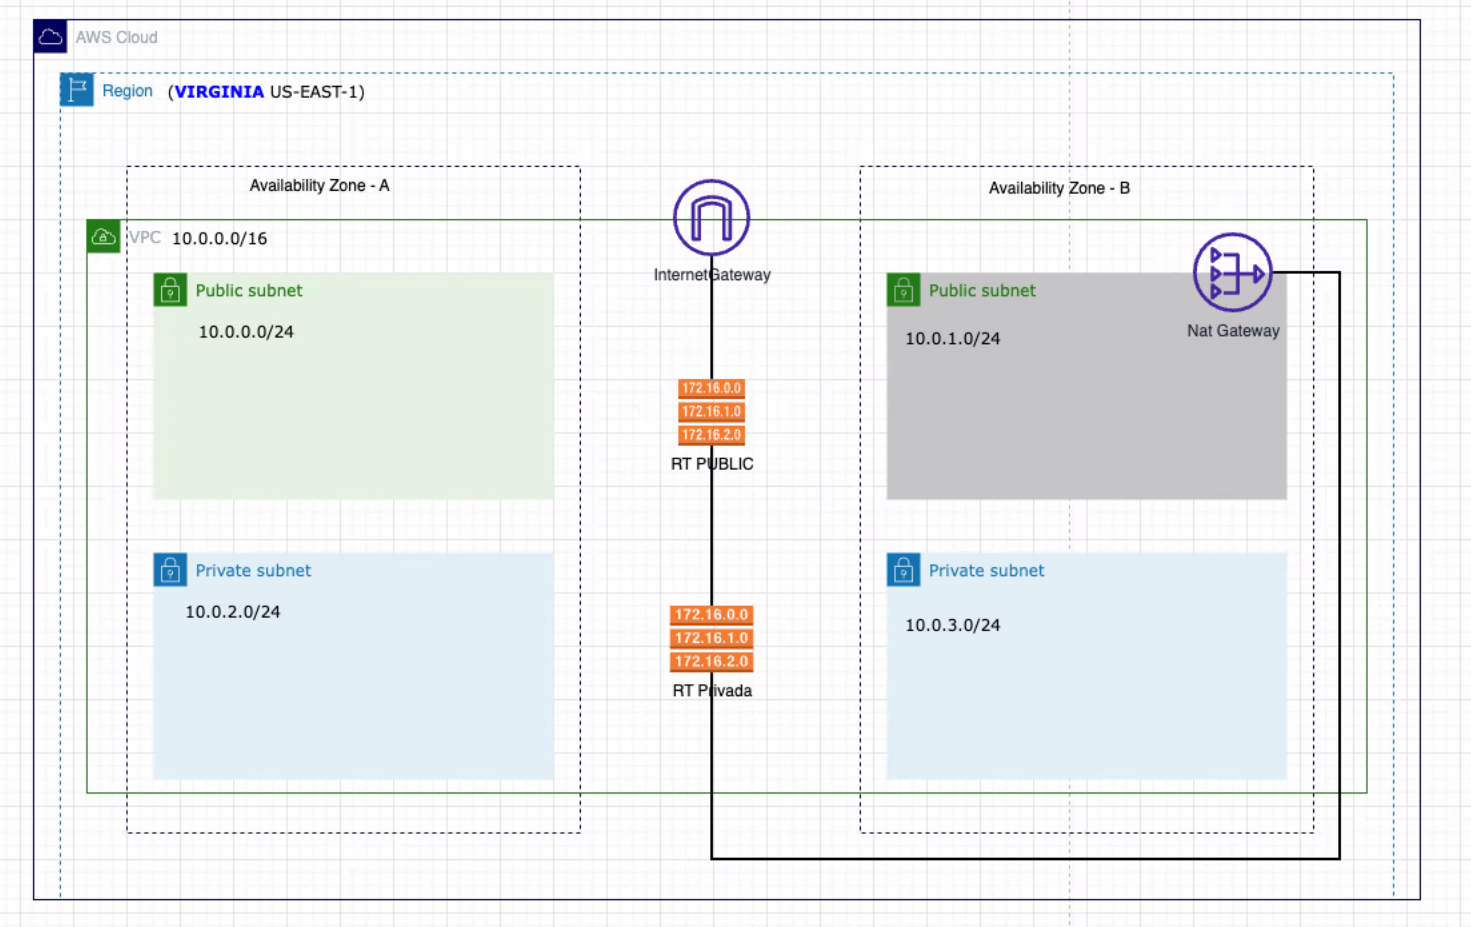 AWS Cloud
Region (VIRGINIA US-EAST-1)
Availability Zone - A
Availability Zone - B
VPC 10.0.0.0/16
InternetGateway
Public subnet
10.0.0.0/24
Public subnet
10.0.1.0/24
Nat Gateway
172.16.0.0
172.16.1.0
172.16.2.0
RT PUBLIC
Private subnet
10.0.2.0/24
Private subnet
10.0.3.0/24
172.16.0.0
172.16.1.0
172.16.2.0
RT Privada